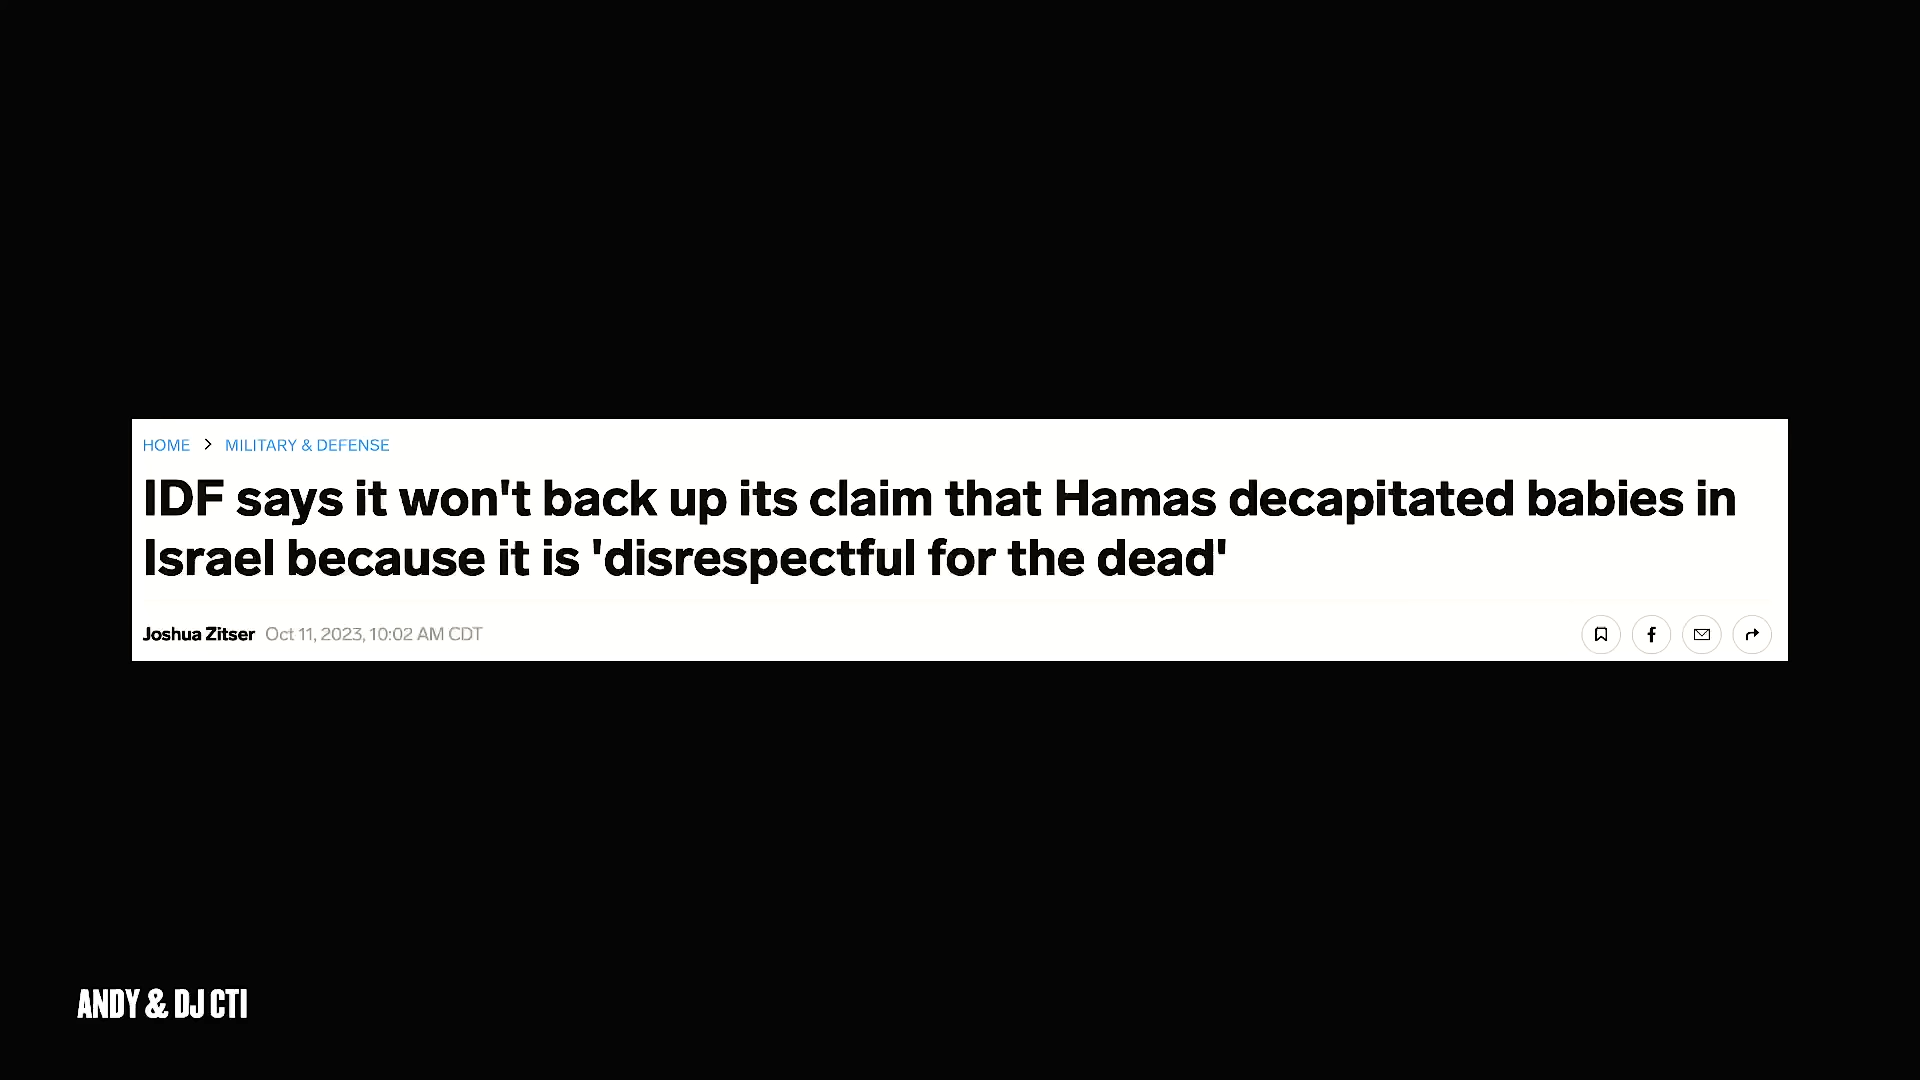 HOME > MILITARY & DEFENSE
IDF says it won't back up its claim that Hamas decapitated babies in
Israel because it is 'disrespectful for the dead'
Joshua Zitser Oct 11, 2023, 10:02 AM CDT
ANDY & DJ CTI